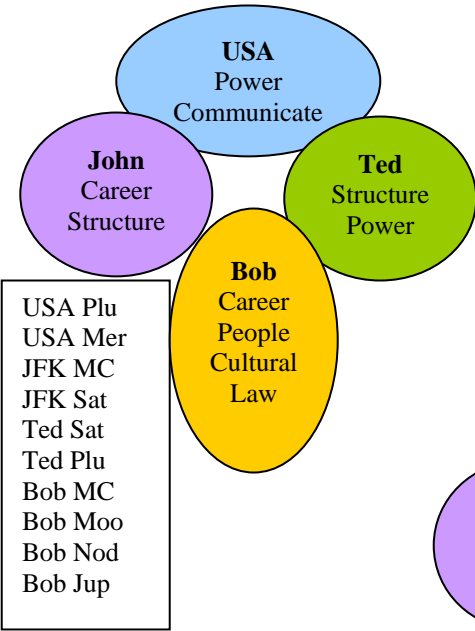 USA
Power
Communicate
John
Career
Structure
Ted
Structure
Power
Bob
Career
People
Cultural
Law
USA Plu
USA Mer
JFK MC
JFK Sat
Ted Sat
Ted Plu
Bob MC
Bob Moo
Bob Nod
Bob Jup